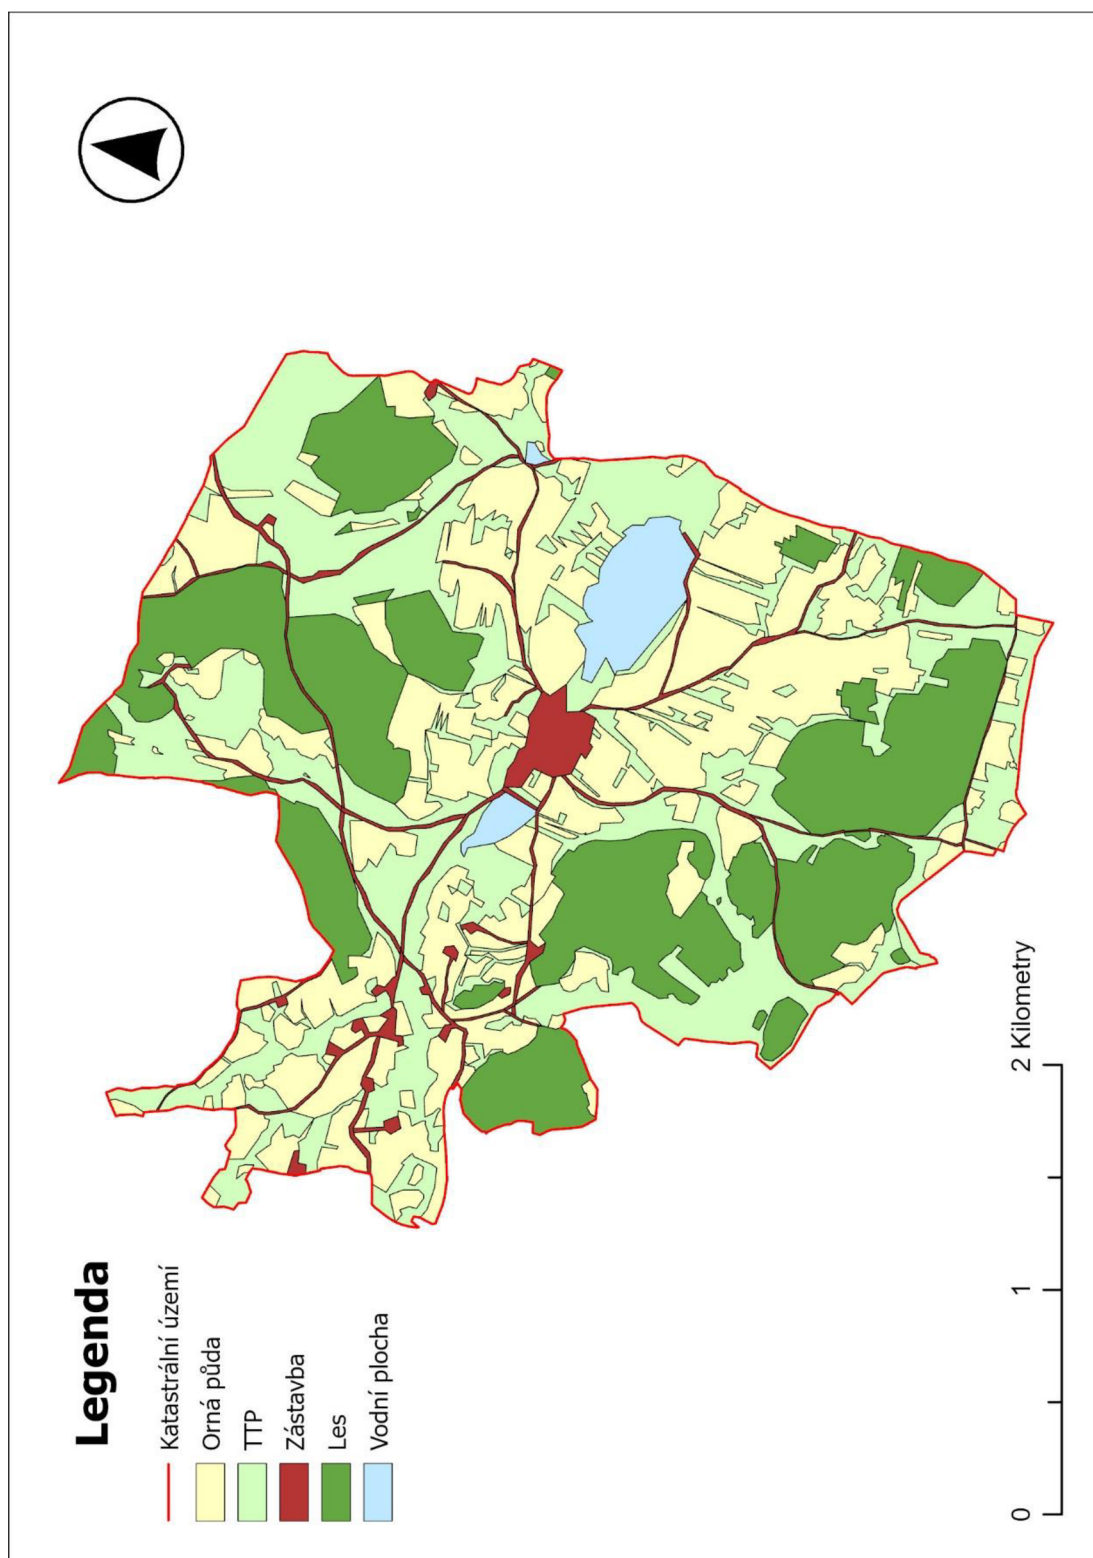 Legenda
Katastrální území
Orná půda
TTP
Zástavba
Les
Vodní plocha
0 1 2 Kilometry